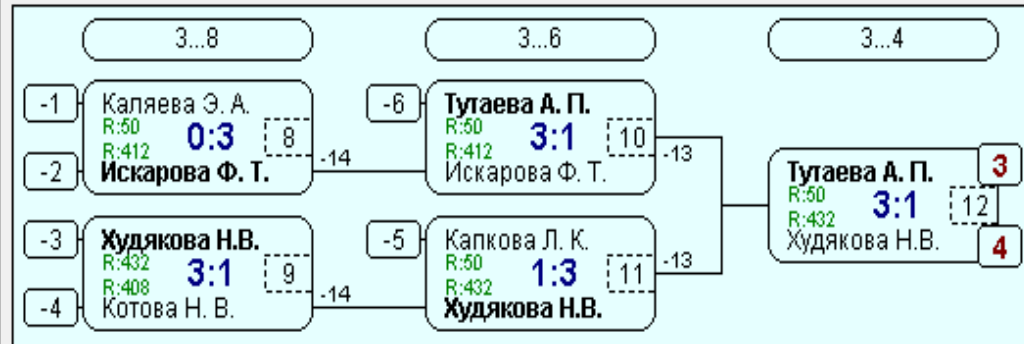 3...8
3...6
3...4
-1
Каляева Э. А.
R:50
0:3
8
R:412
-2
Искарова Ф. Т.
-14
-3
Худякова Н.В.
R:432
3:1
9
R:408
-4
Котова Н. В.
-14
-6
Тутаева А. П.
R:50
3:1
10
R:412
Искарова Ф. Т.
-13
-5
Капкова Л. К.
R:50
1:3
11
R:432
Худякова Н.В.
-13
Тутаева А. П.
3
R:50
3:1
12
R:432
Худякова Н.В.
4